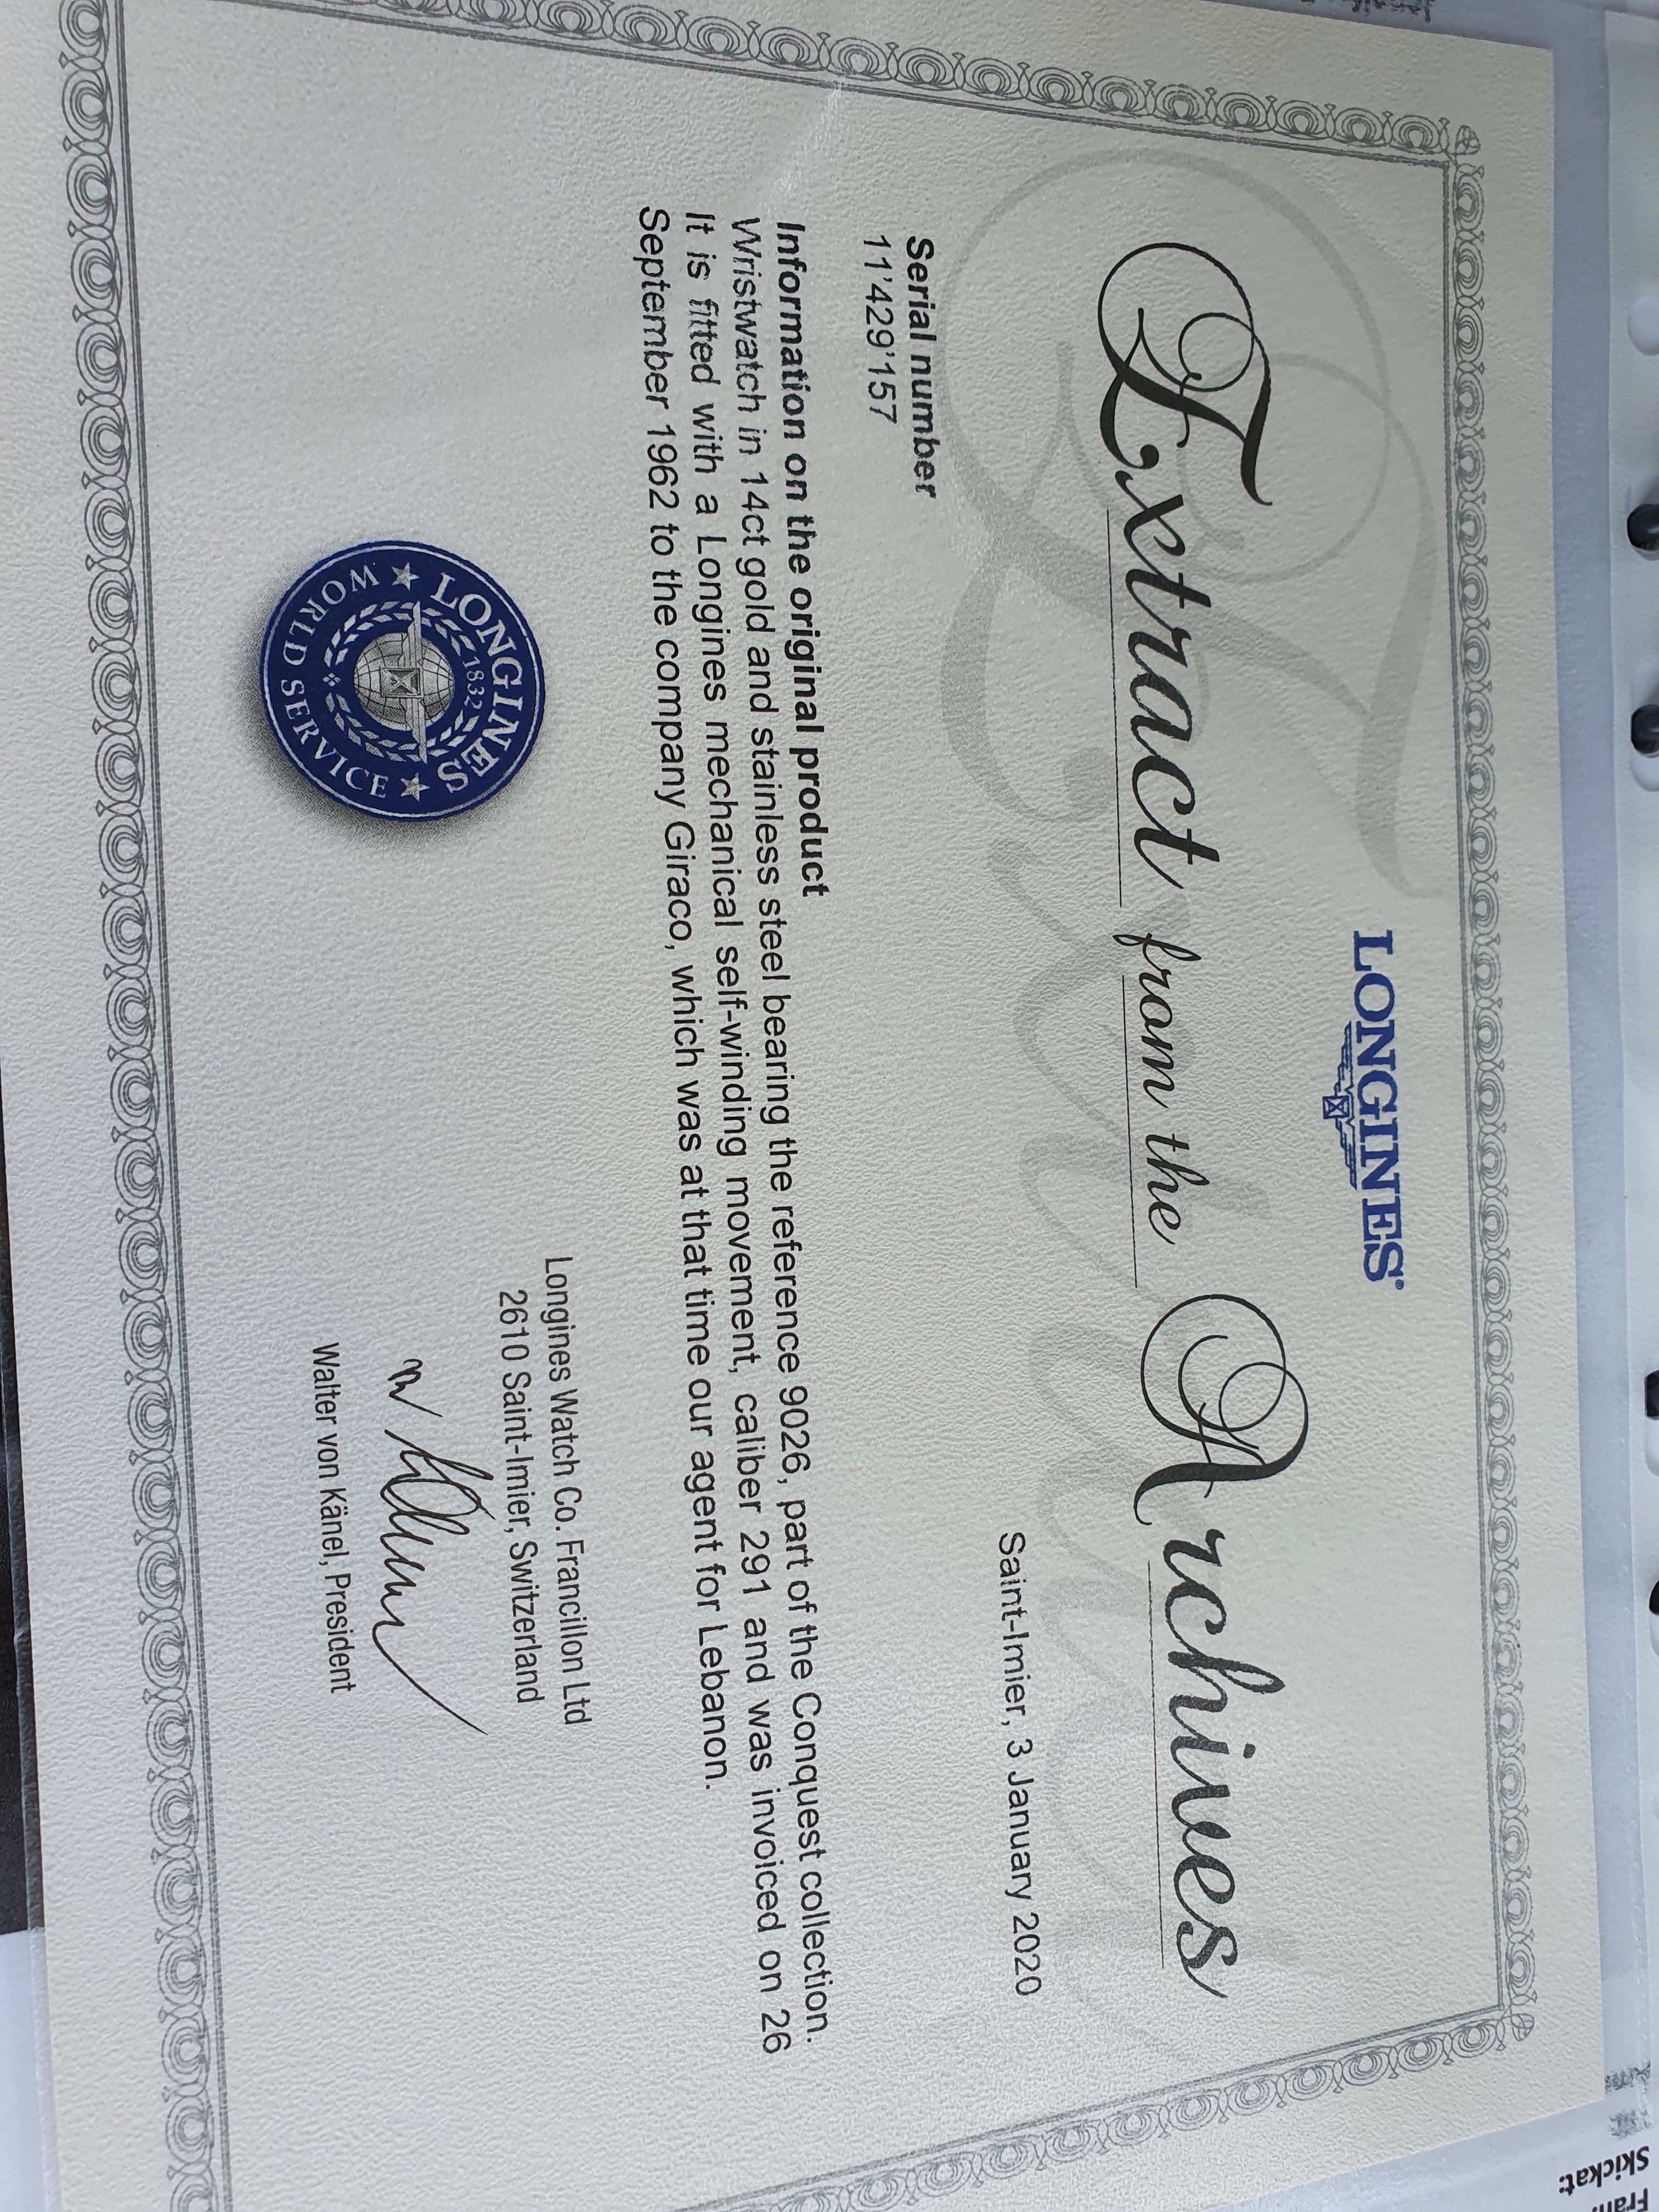 LONGINES®
Extract from the Archives
Saint-Imier, 3 January 2020
Serial number
11'429'157
Information on the original product
Wristwatch in 14ct gold and stainless steel bearing the reference 9026, part of the Conquest collection.
It is fitted with a Longines mechanical self-winding movement, caliber 291 and was invoiced on 26
September 1962 to the company Giraco, which was at that time our agent for Lebanon.
LONGINES
1832
WORLD SERVICE
Longines Watch Co. Francillon Ltd
2610 Saint-Imier, Switzerland
Walter von Känel, President
Skickat: